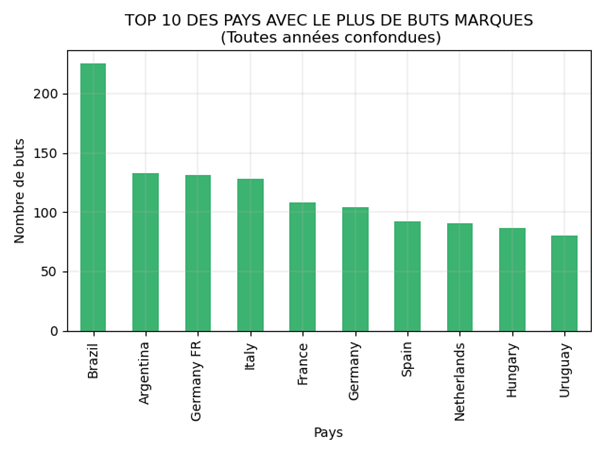 TOP 10 DES PAYS AVEC LE PLUS DE BUTS MARQUES
(Toutes années confondues)
Nombre de buts
200
150
100
50
0
Brazil
Argentina
Germany FR
Italy
France
Germany
Spain
Netherlands
Hungary
Uruguay
Pays